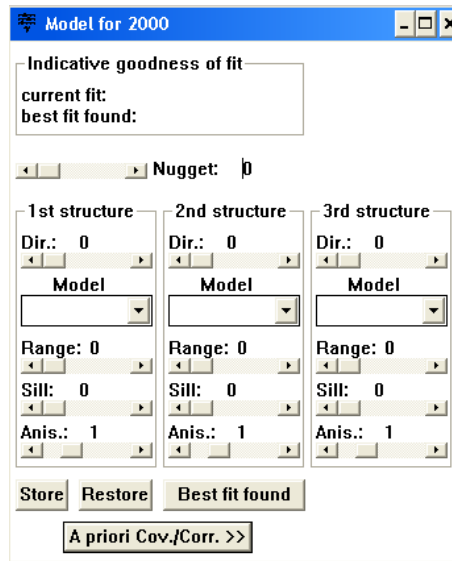 Model for 2000
Indicative goodness of fit
current fit:
best fit found:
Nugget: 0
1st structure 2nd structure 3rd structure
Dir.: 0 Dir.: 0 Dir.: 0
Model Model Model
Range: 0 Range: 0 Range: 0
Sill: 0 Sill: 0 Sill: 0
Anis.: 1 Anis.: 1 Anis.: 1
Store Restore Best fit found
A priori Cov./Corr. >>